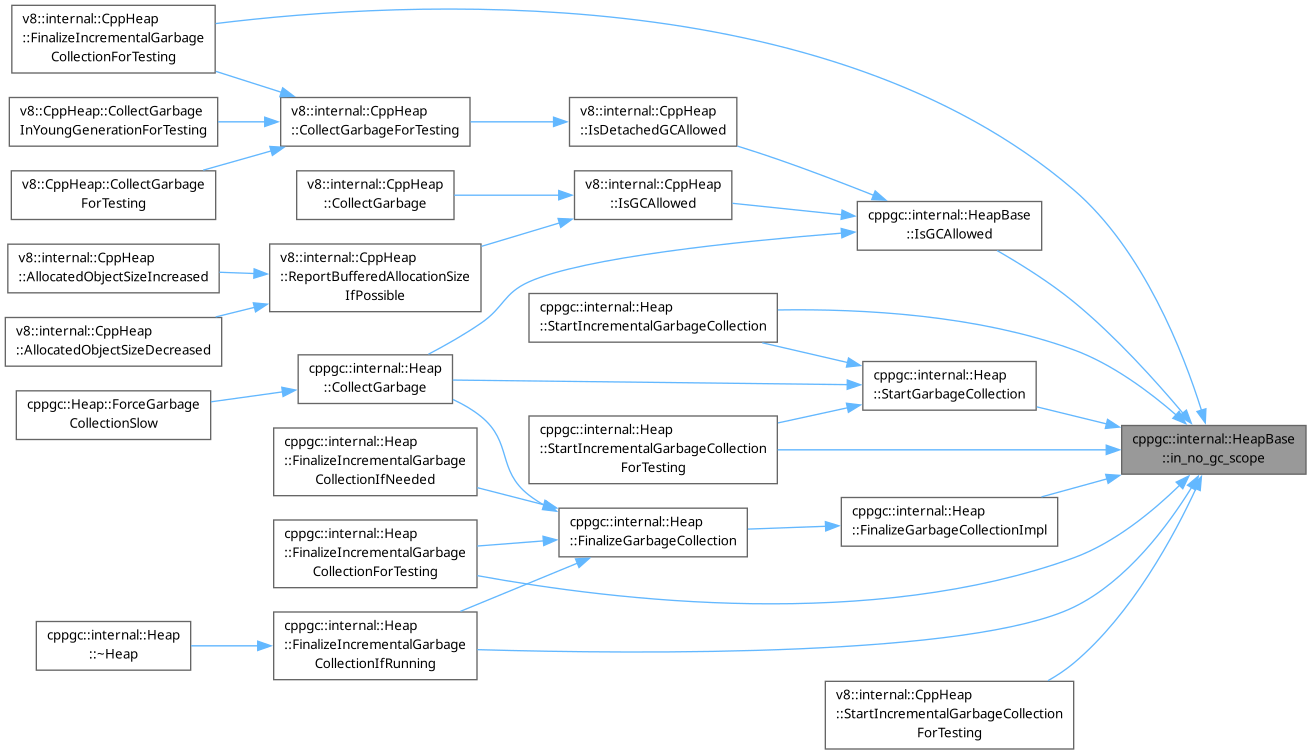 v8::internal::CppHeap
::FinalizeIncrementalGarbage
CollectionForTesting
v8::CppHeap::CollectGarbage
InYoungGenerationForTesting
v8::internal::CppHeap
::CollectGarbageForTesting
v8::internal::CppHeap
::IsDetachedGCAllowed
v8::CppHeap::CollectGarbage
ForTesting
v8::internal::CppHeap
::CollectGarbage
v8::internal::CppHeap
::IsGCAllowed
cppgc::internal::HeapBase
::IsGCAllowed
v8::internal::CppHeap
::AllocatedObjectSizeIncreased
v8::internal::CppHeap
::ReportBufferedAllocationSize
IfPossible
cppgc::internal::Heap
::StartIncrementalGarbageCollection
v8::internal::CppHeap
::AllocatedObjectSizeDecreased
cppgc::internal::Heap
::CollectGarbage
cppgc::internal::Heap
::StartGarbageCollection
cppgc::Heap::ForceGarbage
CollectionSlow
cppgc::internal::Heap
::StartIncrementalGarbageCollection
ForTesting
cppgc::internal::HeapBase
::in_no_gc_scope
cppgc::internal::Heap
::FinalizeIncrementalGarbage
CollectionIfNeeded
cppgc::internal::Heap
::FinalizeGarbageCollection
cppgc::internal::Heap
::FinalizeGarbageCollectionImpl
cppgc::internal::Heap
::FinalizeIncrementalGarbage
CollectionForTesting
cppgc::internal::Heap
::~Heap
cppgc::internal::Heap
::FinalizeIncrementalGarbage
CollectionIfRunning
v8::internal::CppHeap
::StartIncrementalGarbageCollection
ForTesting